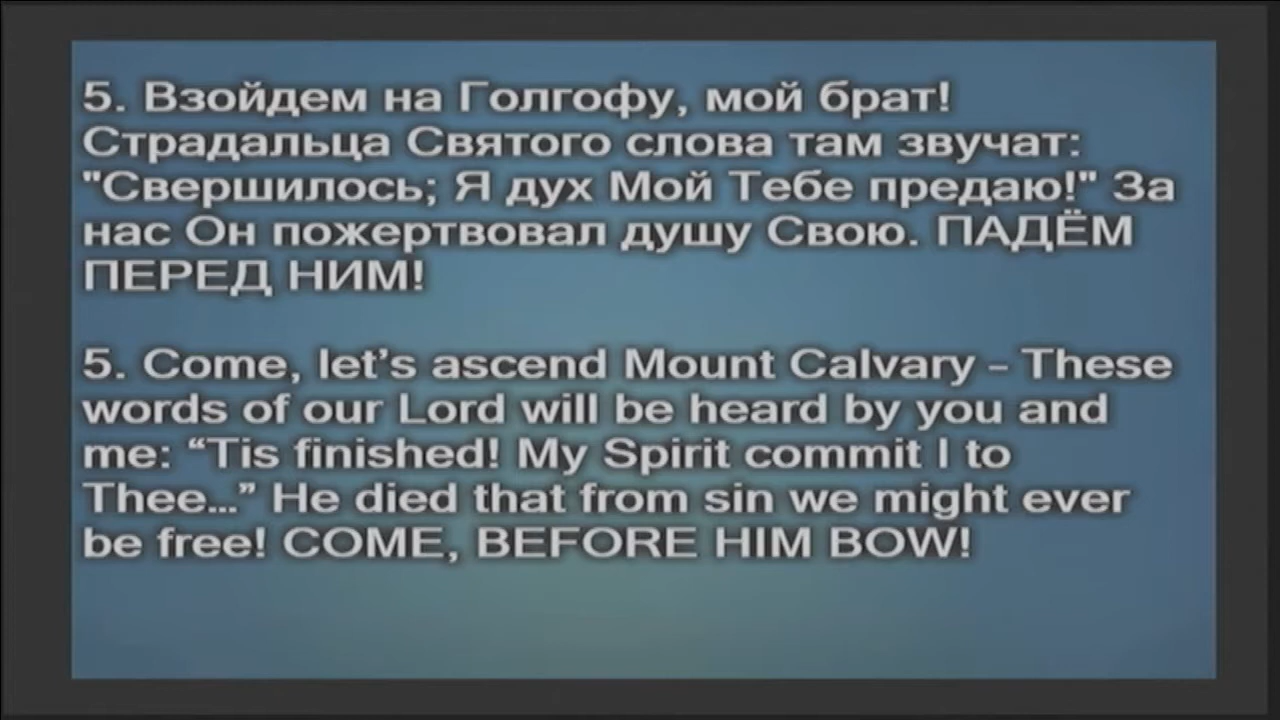 5. Взойдем на Голгофу, мой брат!
Страдальца Святого слова там звучат:
"Свершилось; Я дух Мой Тебе предаю!" За
нас Он пожертвовал душу Свою. ПАДЁМ
ПЕРЕД НИМ!
5. Come, let’s ascend Mount Calvary – These
words of our Lord will be heard by you and
me: “Tis finished! My Spirit commit I to
Thee...” He died that from sin we might ever
be free! COME, BEFORE HIM BOW!